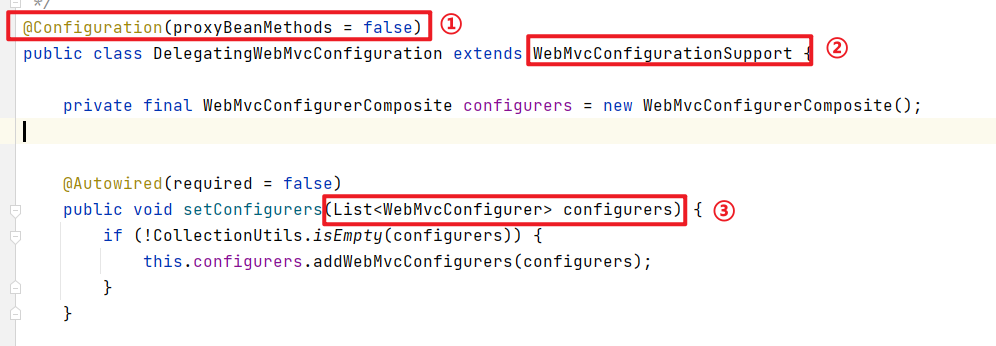 */
@Configuration(proxyBeanMethods = false) ①
public class DelegatingWebMvcConfiguration extends WebMvcConfigurationSupport { ②
private final WebMvcConfigurerComposite configurers = new WebMvcConfigurerComposite();
@Autowired(required = false)
public void setConfigurers(List<WebMvcConfigurer> configurers) { ③
if (!CollectionUtils.isEmpty(configurers)) {
this.configurers.addWebMvcConfigurers(configurers);
}
}